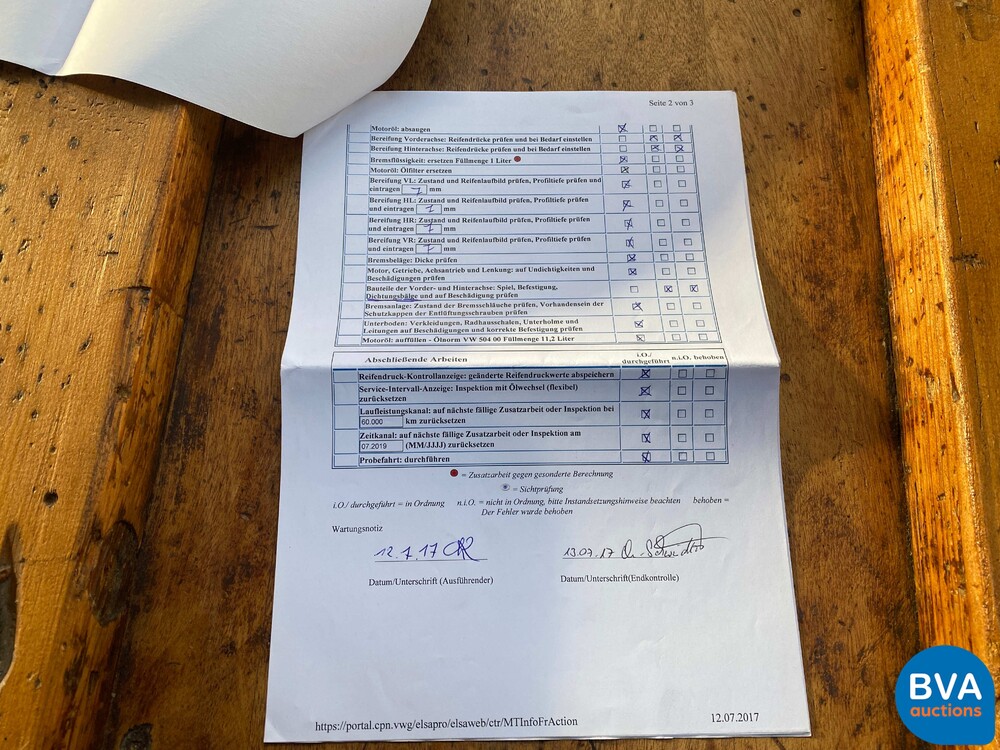 Seite 2 von 3
Motoröl: absaugen
Bereifung Vorderachse: Reifendrücke prüfen und bei Bedarf einstellen
Bereifung Hinterachse: Reifendrücke prüfen und bei Bedarf einstellen
Bremsflüssigkeit: ersetzen Füllmenge 1 Liter
Motoröl: Ölfilter ersetzen
Bereifung VL: Zustand und Reifenlaufbild prüfen, Profiltiefe prüfen und
eintragen 7 mm
Bereifung HL: Zustand und Reifenlaufbild prüfen, Profiltiefe prüfen
und eintragen 7 mm
Bereifung HR: Zustand und Reifenlaufbild prüfen, Profiltiefe prüfen
und eintragen 7 mm
Bereifung VR: Zustand und Reifenlaufbild prüfen, Profiltiefe prüfen
und eintragen 7 mm
Bremsbeläge: Dicke prüfen
Motor, Getriebe, Achsantrieb und Lenkung: auf Undichtigkeiten und
Beschädigungen prüfen
Bauteile der Vorder- und Hinterachse: Spiel, Befestigung,
Dichtungsbälge und auf Beschädigung prüfen
Bremsanlage: Zustand der Bremsschläuche prüfen, Vorhandensein der
Schutzkappen der Entlüftungsschrauben prüfen
Unterboden: Verkleidungen, Radhausschalen, Unterholme und
Leitungen auf Beschädigungen und korrekte Befestigung prüfen
Motoröl: auffüllen - Ölnorm VW 504 00 Füllmenge 11,2 Liter
Abschließende Arbeiten i.O./ durchgeführt n.i.O. behoben
Reifendruck-Kontrollanzeige: geänderte Reifendruckwerte abspeichern
Service-Intervall-Anzeige: Inspektion mit Ölwechsel (flexibel)
zurücksetzen
Laufleistungskanal: auf nächste fällige Zusatzarbeit oder Inspektion bei
60.000 km zurücksetzen
Zeitkanal: auf nächste fällige Zusatzarbeit oder Inspektion am
07.2019 (MM/JJJJ) zurücksetzen
Probefahrt: durchführen
= Zusatzarbeit gegen gesonderte Berechnung
= Sichtprüfung
i.O./ durchgeführt = in Ordnung n.i.O. = nicht in Ordnung, bitte Instandsetzungshinweise beachten behoben =
Der Fehler wurde behoben
Wartungsnotiz
12.7.17 13.07.17
Datum/Unterschrift (Ausführender) Datum/Unterschrift(Endkontrolle)
https://portal.cpn.vwg/elsapro/elsaweb/ctr/MTInfoFrAction 12.07.2017
BVA
auctions